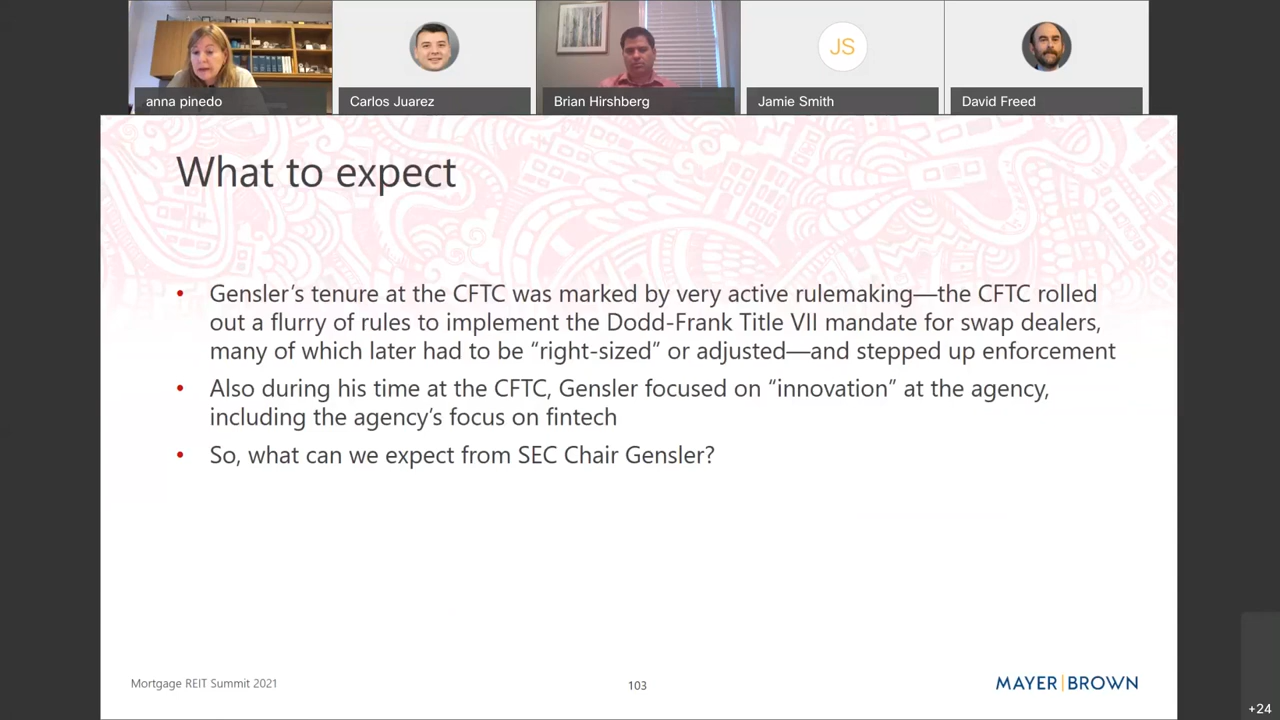 anna pinedo
Carlos Juarez
Brian Hirshberg
JS
Jamie Smith
David Freed
What to expect
• Gensler’s tenure at the CFTC was marked by very active rulemaking—the CFTC rolled
out a flurry of rules to implement the Dodd-Frank Title VII mandate for swap dealers,
many of which later had to be “right-sized” or adjusted—and stepped up enforcement
• Also during his time at the CFTC, Gensler focused on “innovation” at the agency,
including the agency’s focus on fintech
• So, what can we expect from SEC Chair Gensler?
Mortgage REIT Summit 2021
103
MAYER|BROWN
+24